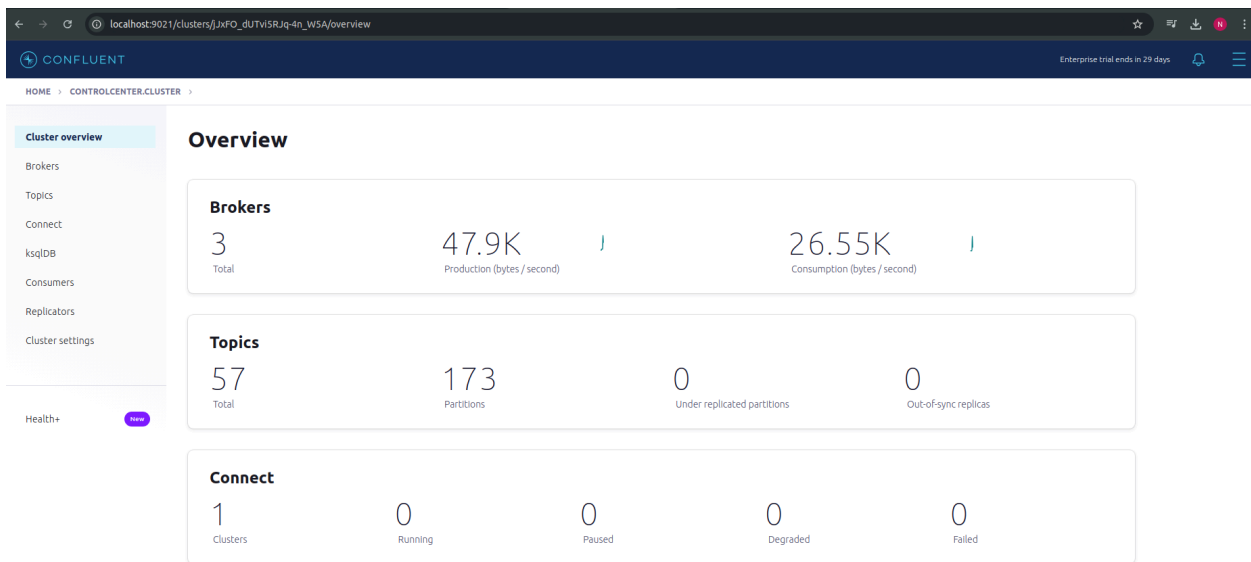 localhost:9021/clusters/jJxFO_dUTvi5RJq-4n_W5A/overview
N
CONFLUENT
Enterprise trial ends in 29 days
HOME > CONTROLCENTER.CLUSTER >
Cluster overview
Brokers
Topics
Connect
ksqlDB
Consumers
Replicators
Cluster settings
Health+ New
Overview
Brokers
3 47.9K 26.55K
Total Production (bytes / second) Consumption (bytes / second)
Topics
57 173 0 0
Total Partitions Under replicated partitions Out-of-sync replicas
Connect
1 0 0 0 0
Clusters Running Paused Degraded Failed